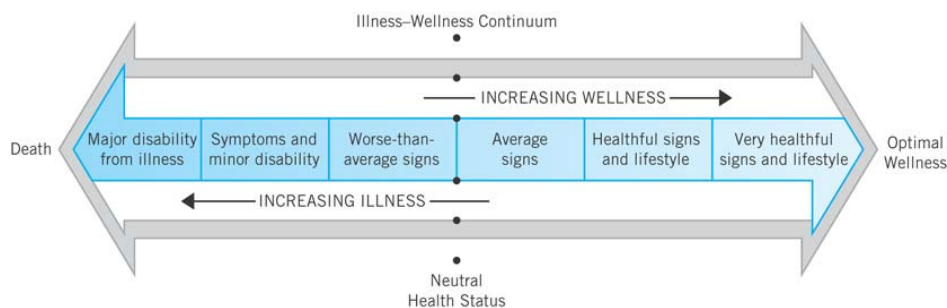 Illness–Wellness Continuum
INCREASING WELLNESS
Death
Major disability
from illness
Symptoms and
minor disability
Worse-than-
average signs
Average
signs
Healthful signs
and lifestyle
Very healthful
signs and lifestyle
Optimal
Wellness
INCREASING ILLNESS
Neutral
Health Status